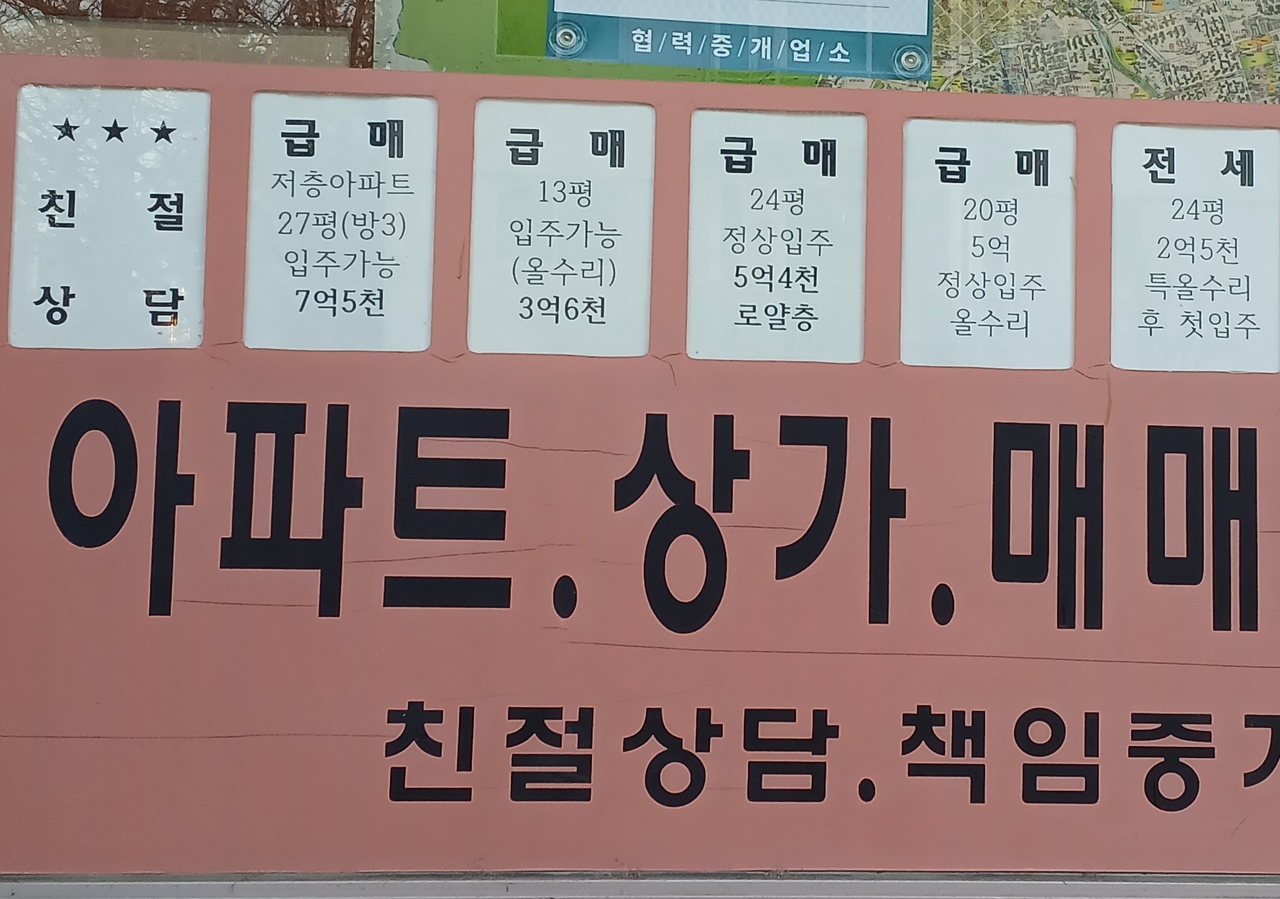 협/력/중/개/업/소
★ ★ ★
친 절
상 담
급 매
저층아파트
27평(방3)
입주가능
7억5천
급 매
13평
입주가능
(올수리)
3억6천
급 매
24평
정상입주
5억4천
로얄층
급 매
20평
5억
정상입주
올수리
전 세
24평
2억5천
특올수리
후 첫입주
아파트.상가.매매
친절상담.책임중